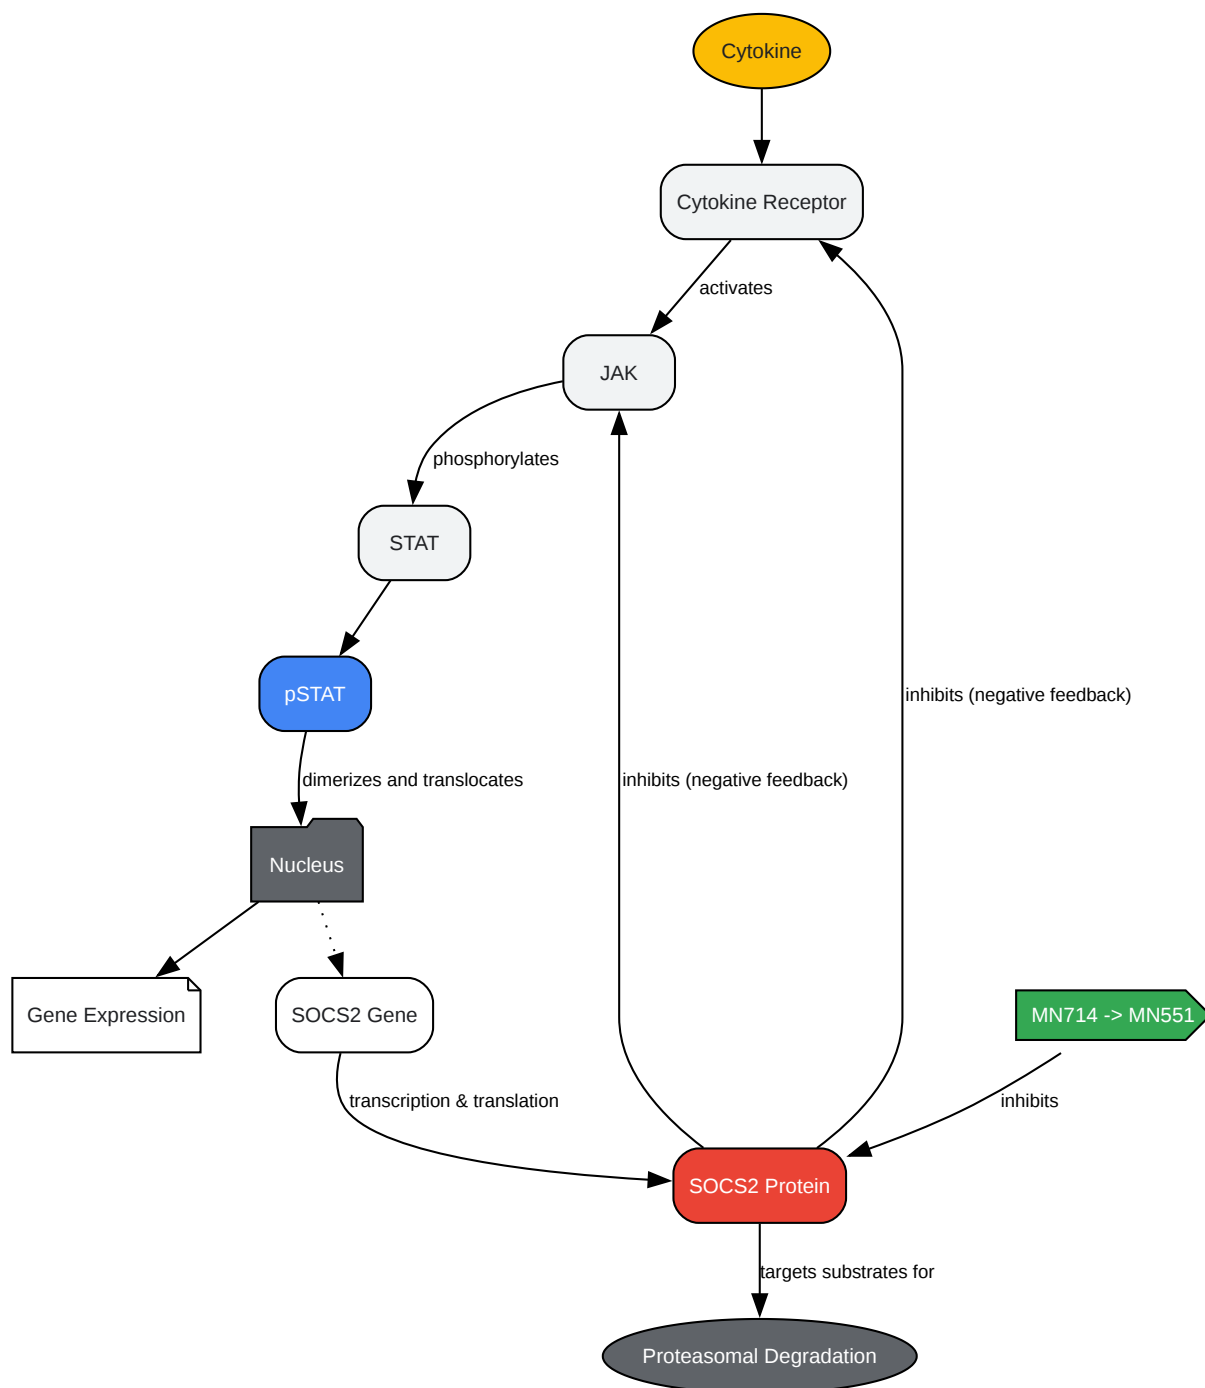 Cytokine
Cytokine Receptor
activates
JAK
phosphorylates
STAT
pSTAT
inhibits (negative feedback)
dimerizes and translocates
inhibits (negative feedback)
Nucleus
Gene Expression
SOCS2 Gene
MN714 -> MN551
transcription & translation
inhibits
SOCS2 Protein
targets substrates for
Proteasomal Degradation